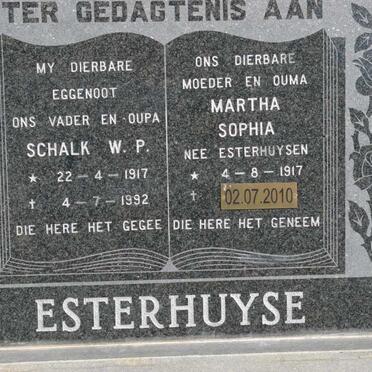 TER GEDAGTENIS AAN
MY DIERBARE
EGGENOOT
ONS VADER EN OUPA
SCHALK W. P.
* 22 - 4 - 1917
† 4 - 7 - 1992
DIE HERE HET GEGEE
ONS DIERBARE
MOEDER EN OUMA
MARTHA
SOPHIA
NEE ESTERHUYSEN
* 4 - 8 - 1917
† 02.07.2010
DIE HERE HET GENEEM
ESTERHUYSE